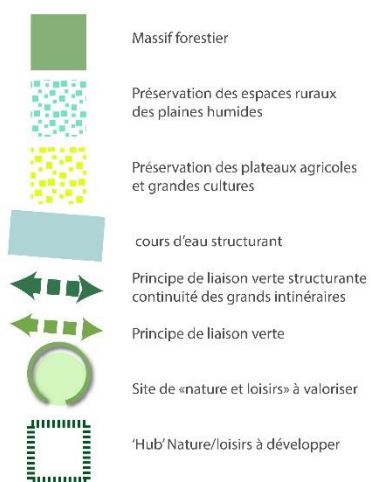 Massif forestier
Préservation des espaces ruraux
des plaines humides
Préservation des plateaux agricoles
et grandes cultures
cours d'eau structurant
Principe de liaison verte structurante
continuité des grands intinéraires
Principe de liaison verte
Site de «nature et loisirs» à valoriser
'Hub' Nature/loisirs à développer